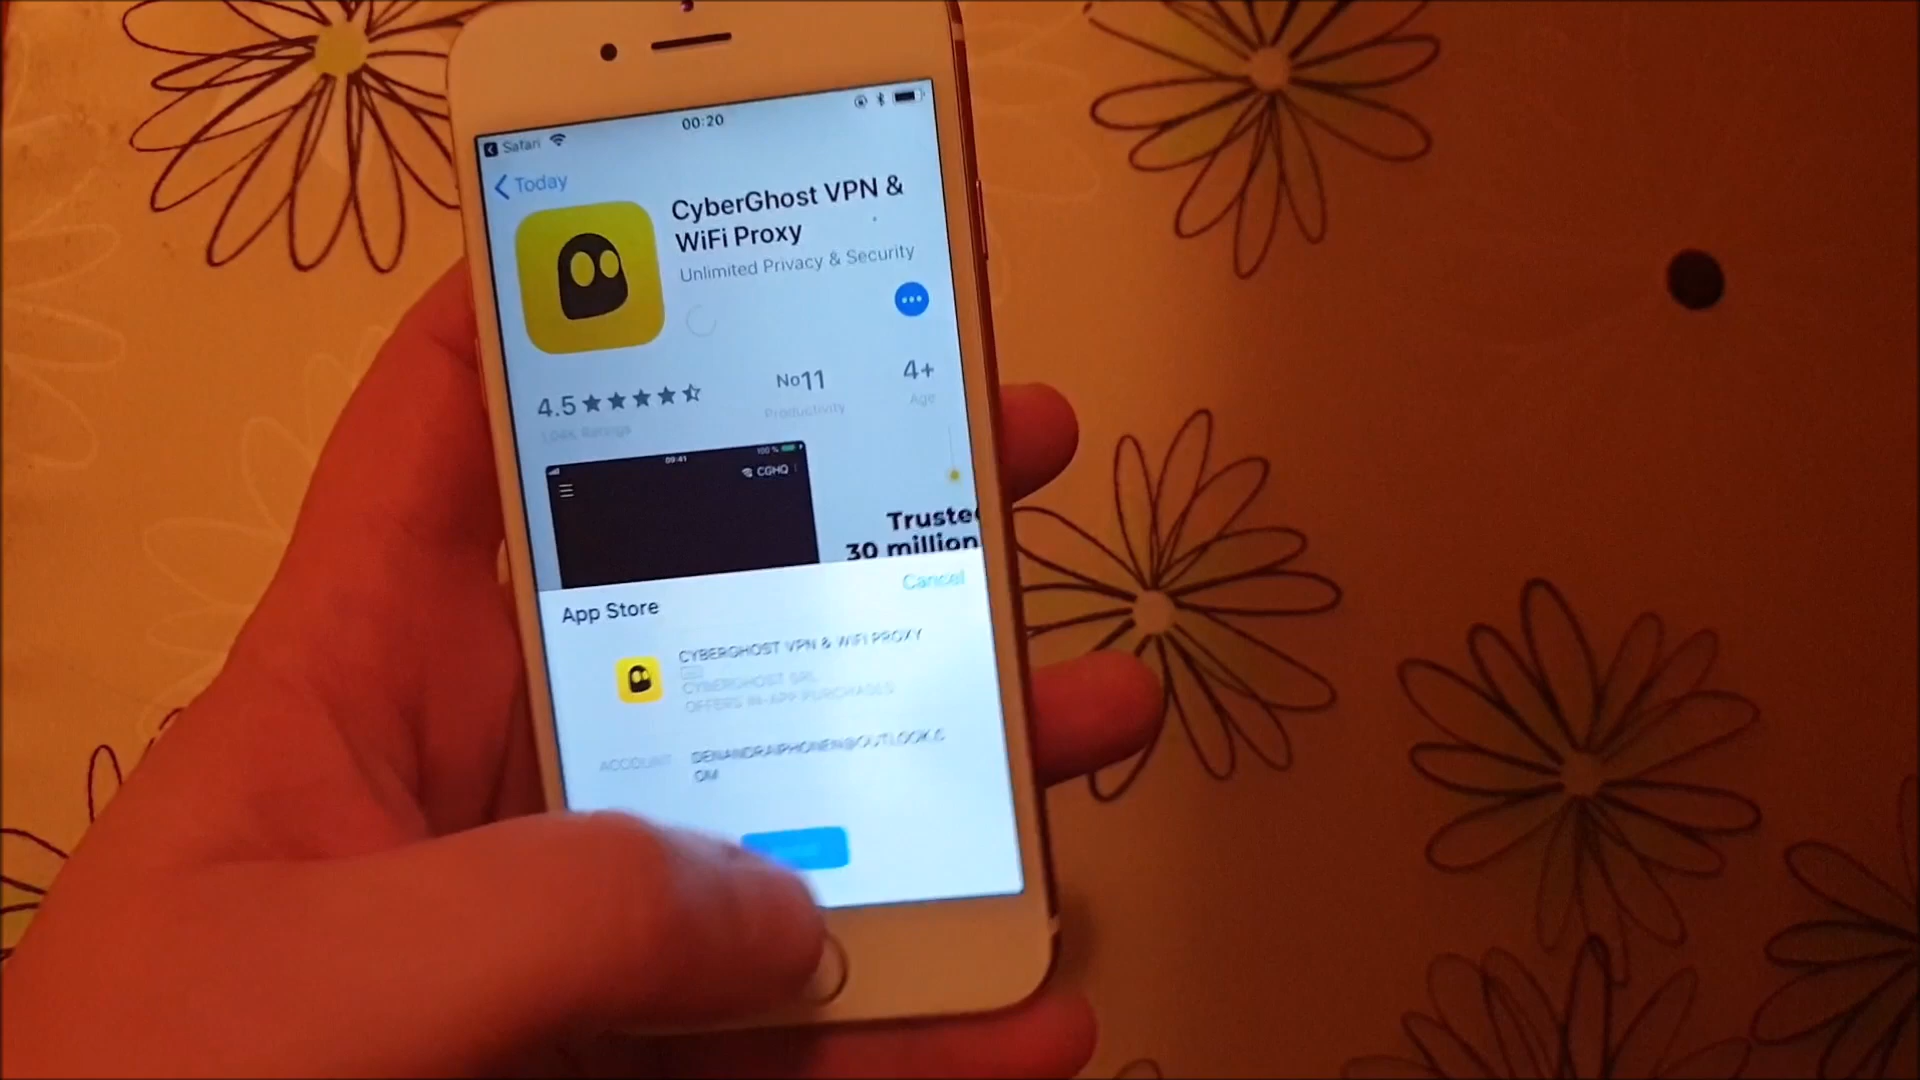 Safari
00:20
Today
CyberGhost VPN &
WiFi Proxy
Unlimited Privacy & Security
4.5
No11
4+
Productivity
Age
1.04K Ratings
09:41
100 %
CGHQ
Trusted
30 million
Cancel
App Store
CYBERGHOST VPN & WIFI PROXY
CYBERGHOST SRL
OFFERS IN-APP PURCHASES
ACCOUNT
DENANDRAIPHONEN@OUTLOOK.C
OM